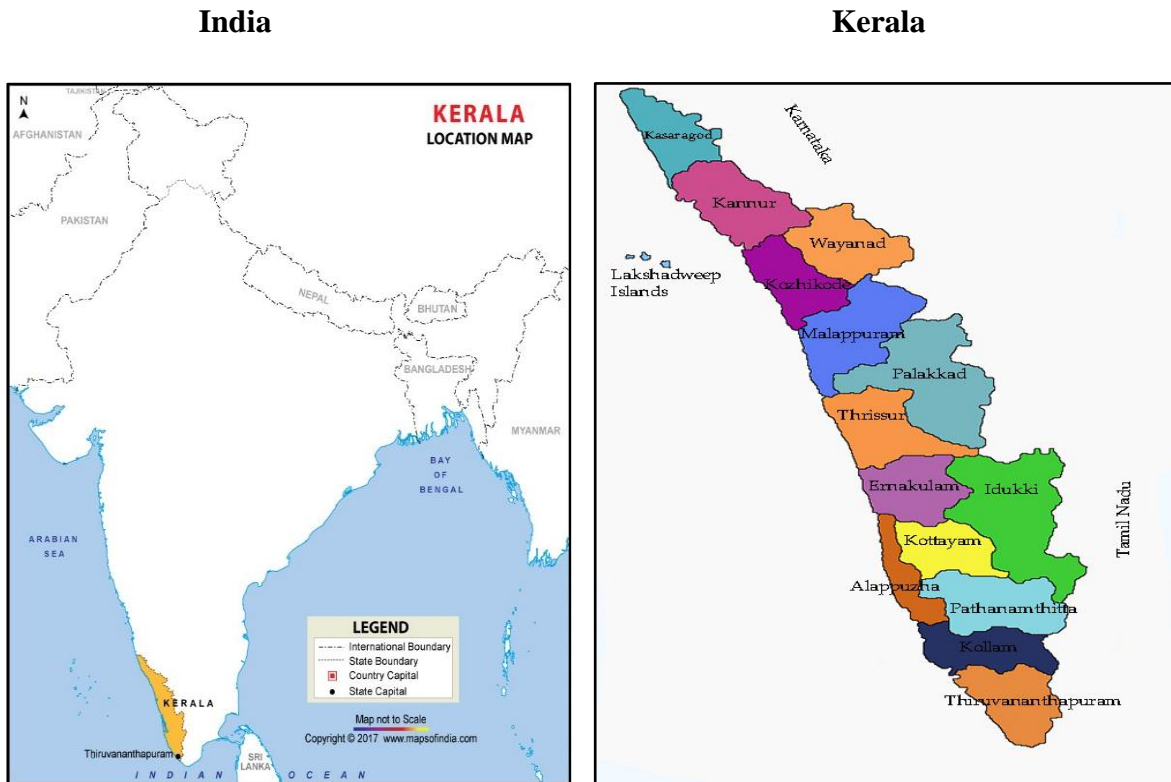 India
Kerala
N
TAJIKISTAN
AFGHANISTAN
KERALA
LOCATION MAP
PAKISTAN
NEPAL
BHUTAN
BANGLADESH
MYANMAR
BAY
OF
BENGAL
ARABIAN
SEA
LEGEND
International Boundary
State Boundary
Country Capital
State Capital
Map not to Scale
Copyright © 2017 www.mapsofindia.com
KERALA
Thiruvananthapuram
SRI
LANKA
INDIAN OCEAN
Karnataka
Kasaragod
Kannur
Wayanad
Lakshadweep
Islands
Kozhikode
Malappuram
Palakkad
Thrissur
Ernakulam
Idukki
Tamil Nadu
Kottayam
Alappuzha
Pathanamthitta
Kollam
Thiruvananthapuram